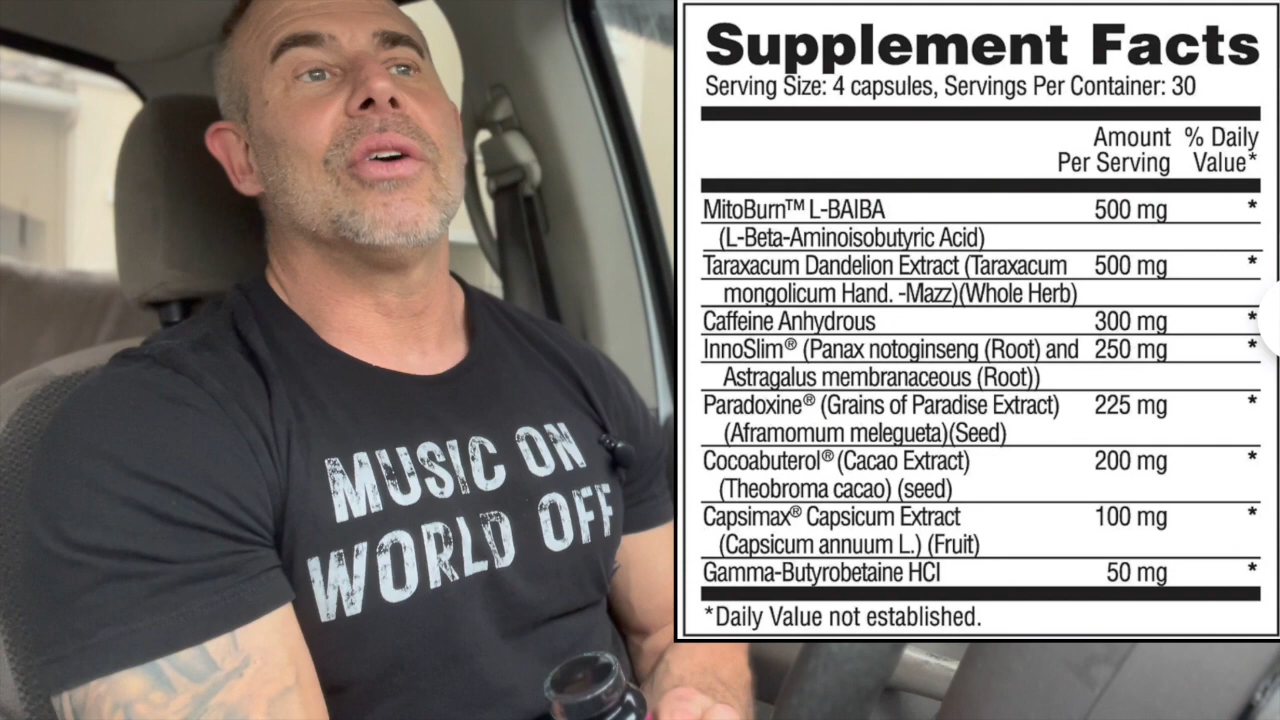 MUSIC ON
WORLD OFF
Supplement Facts
Serving Size: 4 capsules, Servings Per Container: 30
Amount Per Serving
% Daily Value*
MitoBurn™ L-BAIBA 500 mg *
(L-Beta-Aminoisobutyric Acid)
Taraxacum Dandelion Extract (Taraxacum 500 mg *
mongolicum Hand. -Mazz)(Whole Herb)
Caffeine Anhydrous 300 mg *
InnoSlim® (Panax notoginseng (Root) and 250 mg *
Astragalus membranaceous (Root))
Paradoxine® (Grains of Paradise Extract) 225 mg *
(Aframomum melegueta)(Seed)
Cocoabuterol® (Cacao Extract) 200 mg *
(Theobroma cacao) (seed)
Capsimax® Capsicum Extract 100 mg *
(Capsicum annuum L.) (Fruit)
Gamma-Butyrobetaine HCl 50 mg *
*Daily Value not established.